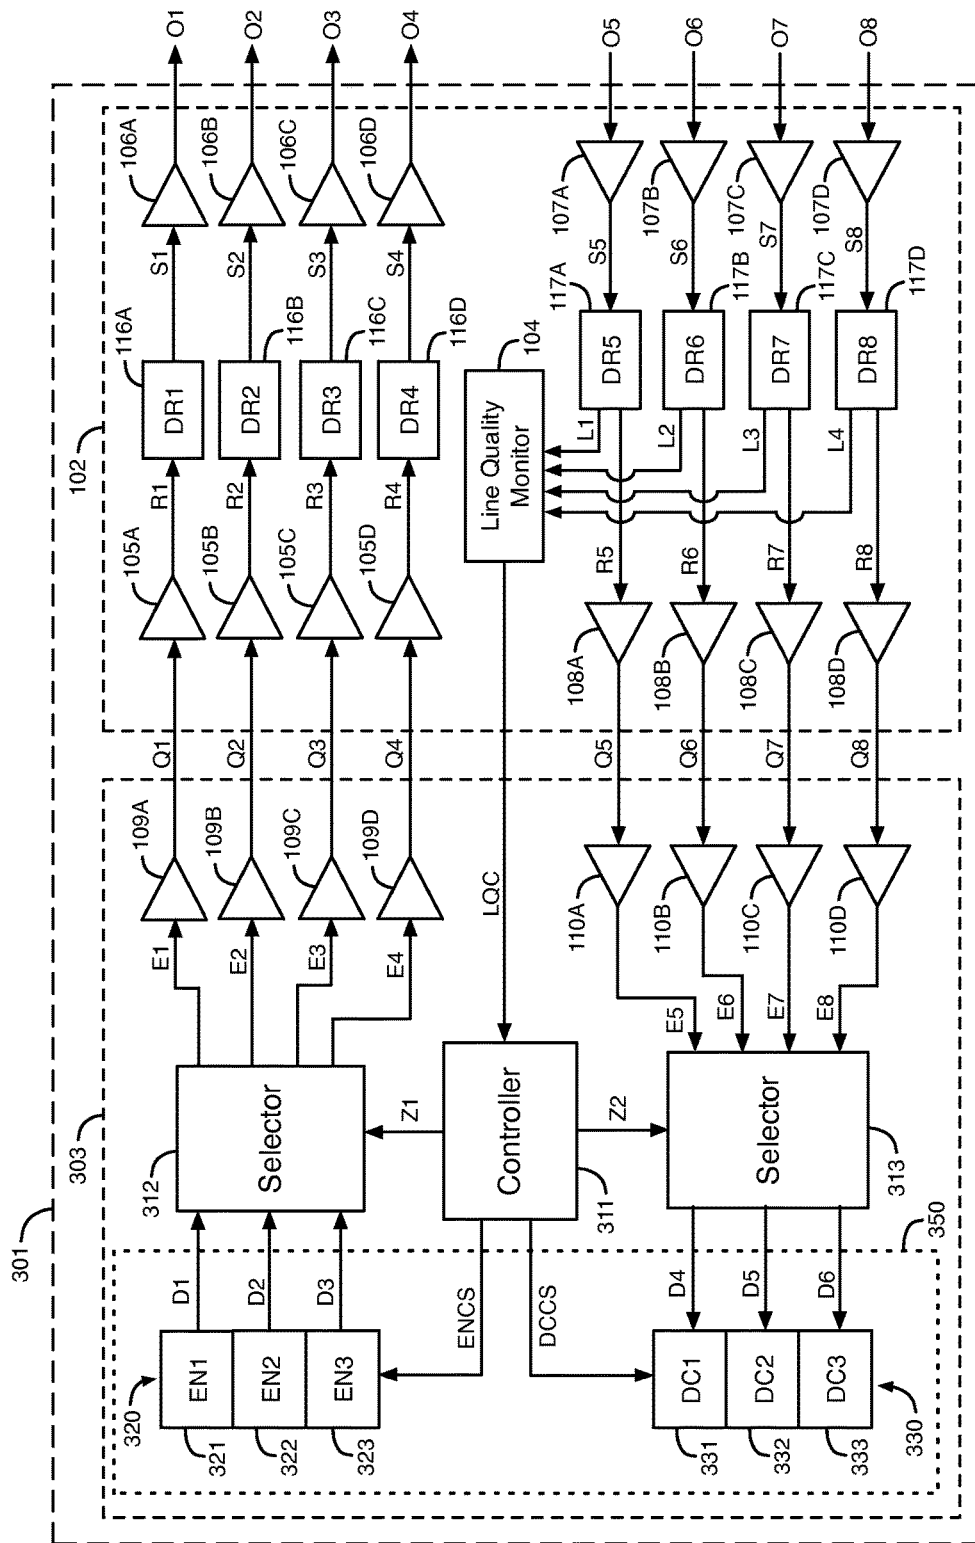 301
303
102
320
EN1
EN2
EN3
321
322
323
D1
D2
D3
312
Selector
E1
E2
E3
E4
109A
109B
109C
109D
Q1
Q2
Q3
Q4
105A
105B
105C
105D
R1
R2
R3
R4
116A
DR1
DR2
DR3
DR4
116B
116C
116D
S1
S2
S3
S4
106A
106B
106C
106D
O1
O2
O3
O4
ENCS
DCCS
Z1
Controller
311
Z2
LQC
Line Quality
Monitor
104
L1
L2
L3
L4
DC1
DC2
DC3
331
332
333
330
350
D4
D5
D6
Selector
313
E5
E6
E7
E8
110A
110B
110C
110D
Q5
Q6
Q7
Q8
108A
108B
108C
108D
R5
R6
R7
R8
DR5
DR6
DR7
DR8
117A
117B
117C
117D
S5
S6
S7
S8
107A
107B
107C
107D
O5
O6
O7
O8